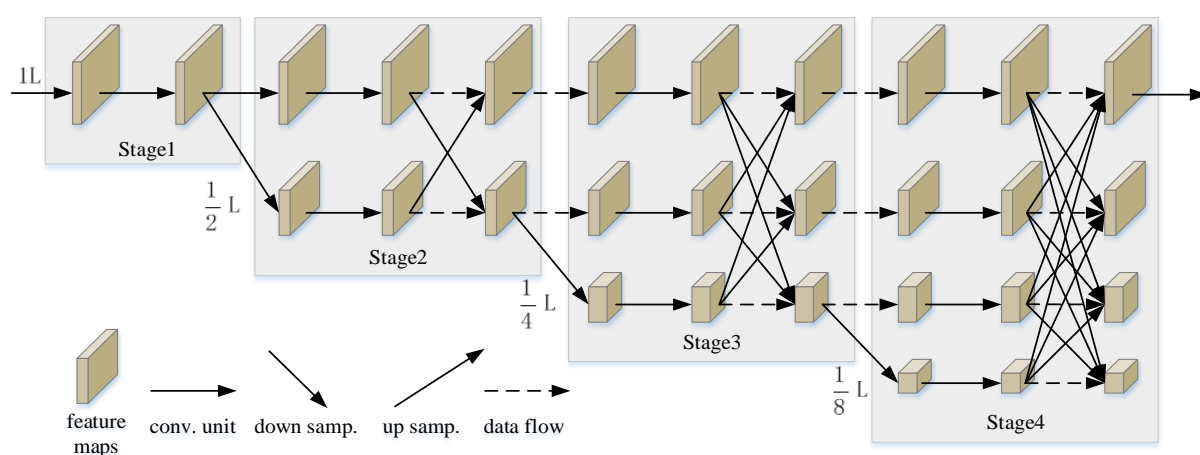 1L
Stage1
1/2 L
Stage2
1/4 L
Stage3
1/8 L
Stage4
feature
maps
conv. unit
down samp.
up samp.
data flow